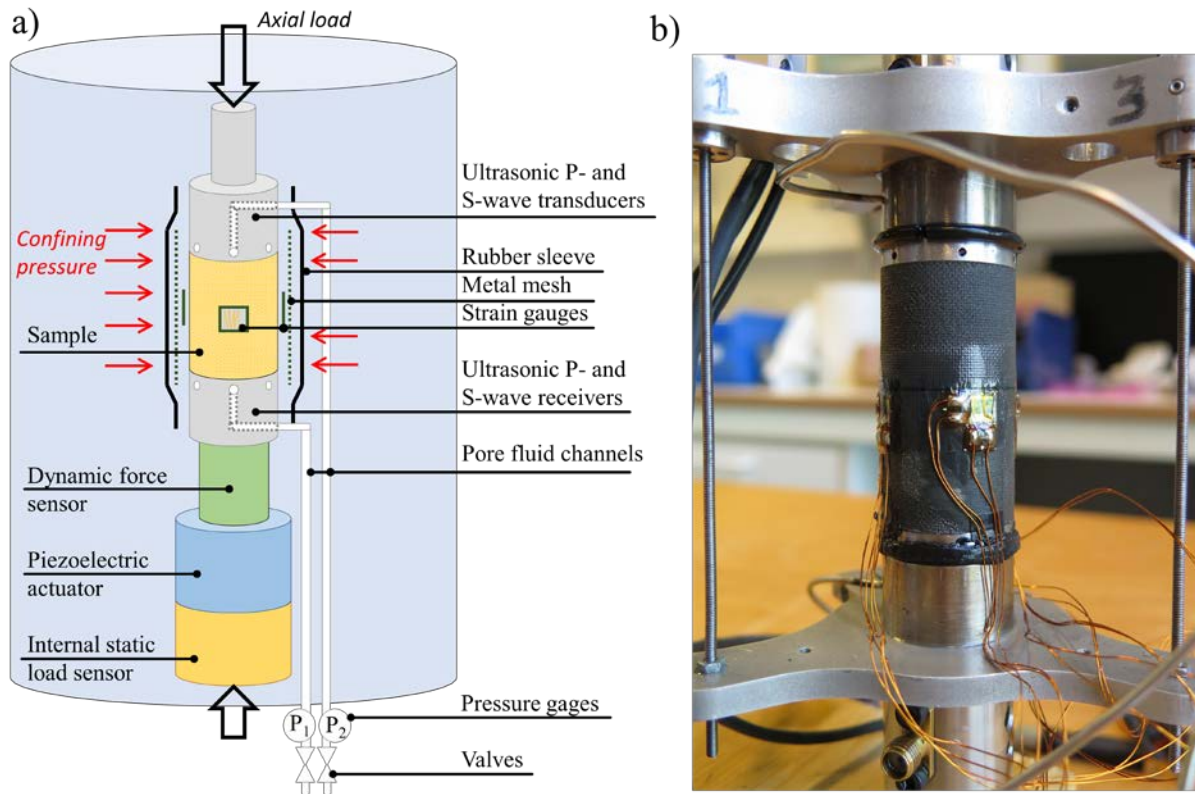 a)
Axial load
Ultrasonic P- and
S-wave transducers
Confining
pressure
Rubber sleeve
Metal mesh
Strain gauges
Sample
Ultrasonic P- and
S-wave receivers
Pore fluid channels
Dynamic force
sensor
Piezoelectric
actuator
Internal static
load sensor
Pressure gages
P1 P2
Valves
b)
1 3